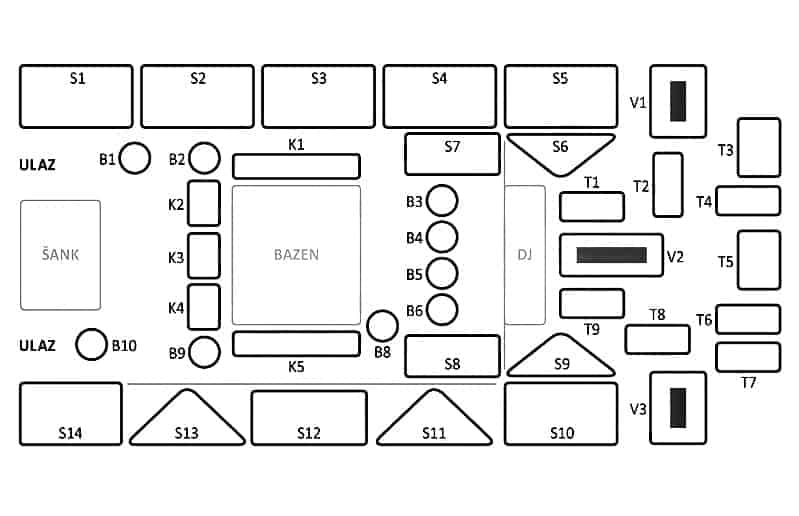 S1
S2
S3
S4
S5
V1
ULAZ
B1
B2
K1
S7
S6
T3
K2
B3
T1
T2
T4
ŠANK
K3
BAZEN
B4
DJ
V2
T5
B5
K4
B6
T9
T8
T6
ULAZ
B10
B9
K5
B8
S8
S9
T7
S14
S13
S12
S11
S10
V3